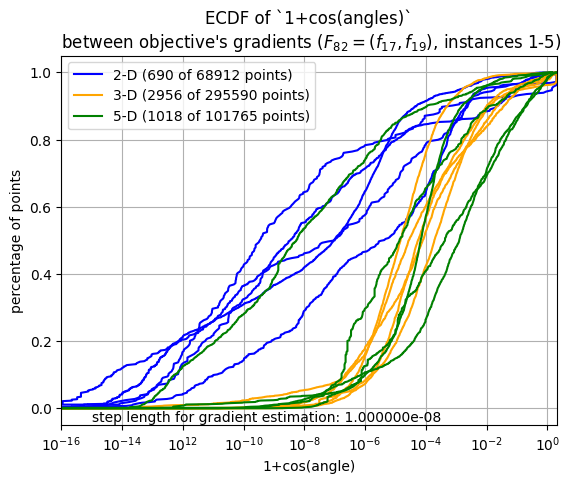 ECDF of `1+cos(angles)`
between objective's gradients (F₈₂ = (f₁₇, f₁₉), instances 1-5)
2-D (690 of 68912 points)
3-D (2956 of 295590 points)
5-D (1018 of 101765 points)
percentage of points
1.0
0.8
0.6
0.4
0.2
0.0
step length for gradient estimation: 1.000000e-08
10⁻¹⁶ 10⁻¹⁴ 10⁻¹² 10⁻¹⁰ 10⁻⁸ 10⁻⁶ 10⁻⁴ 10⁻² 10⁰
1+cos(angle)